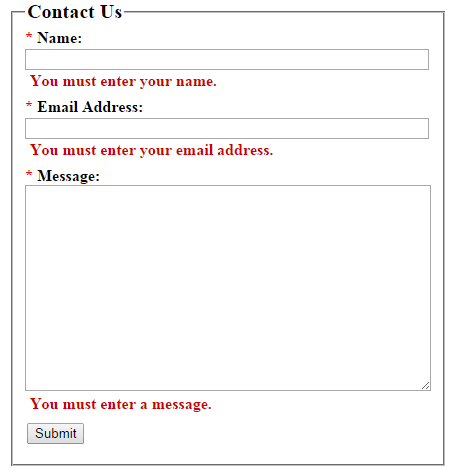 Contact Us
* Name:
You must enter your name.
* Email Address:
You must enter your email address.
* Message:
You must enter a message.
Submit